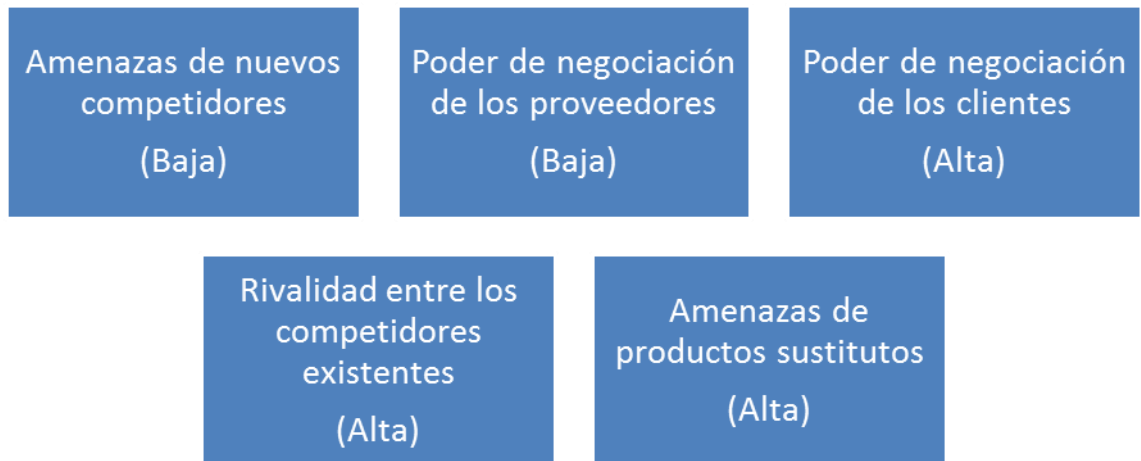 Amenazas de nuevos
competidores
(Baja)
Poder de negociación
de los proveedores
(Baja)
Poder de negociación
de los clientes
(Alta)
Rivalidad entre los
competidores
existentes
(Alta)
Amenazas de
productos sustitutos
(Alta)